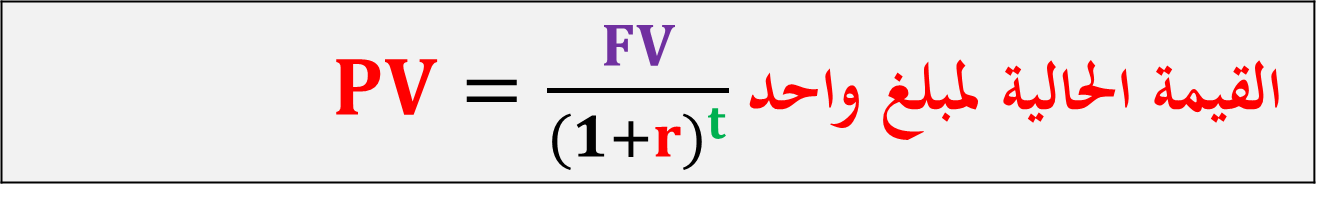 القيمة الحالية لمبلغ واحد PV = FV / (1+r)^t